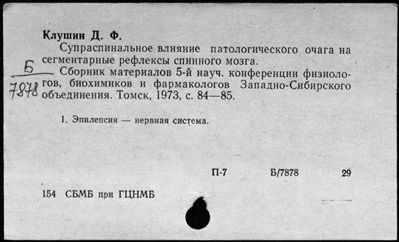 Клушин Д. Ф.
Супраспинальное влияние патологического очага на
сегментарные рефлексы спинного мозга.
Б
7878
Сборник материалов 5-й науч. конференции физиоло-
гов, биохимиков и фармакологов Западно-Сибирского
объединения. Томск, 1973, с. 84—85.
1. Эпилепсия — нервная система.
П-7 Б/7878 29
154 СБМБ при ГЦНМБ